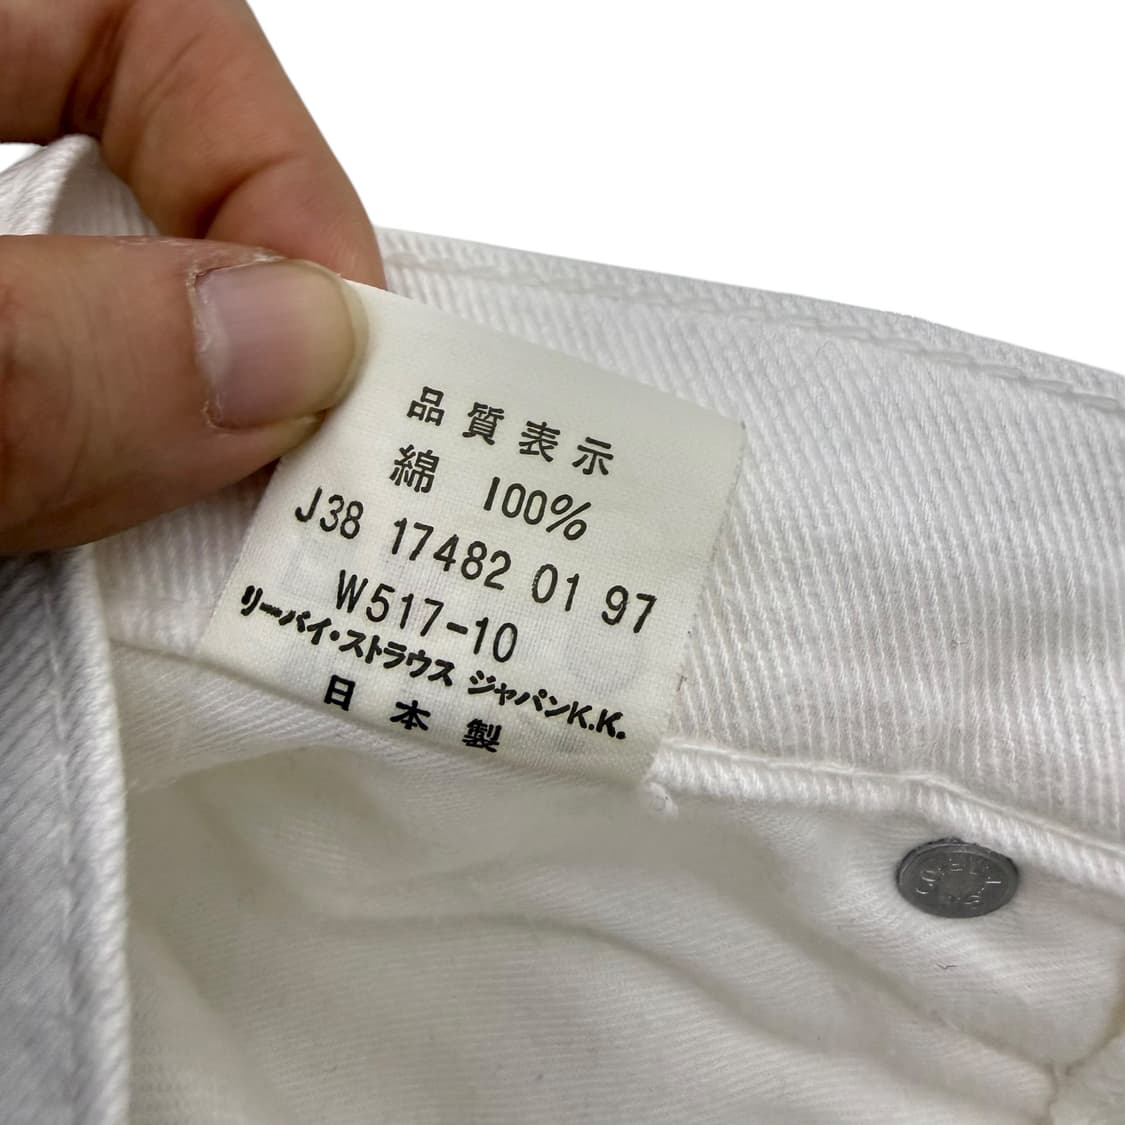 品質表示
綿 100%
J38 17482 01 97
W517-10
リーバイ・ストラウス ジャパンK.K.
日本製